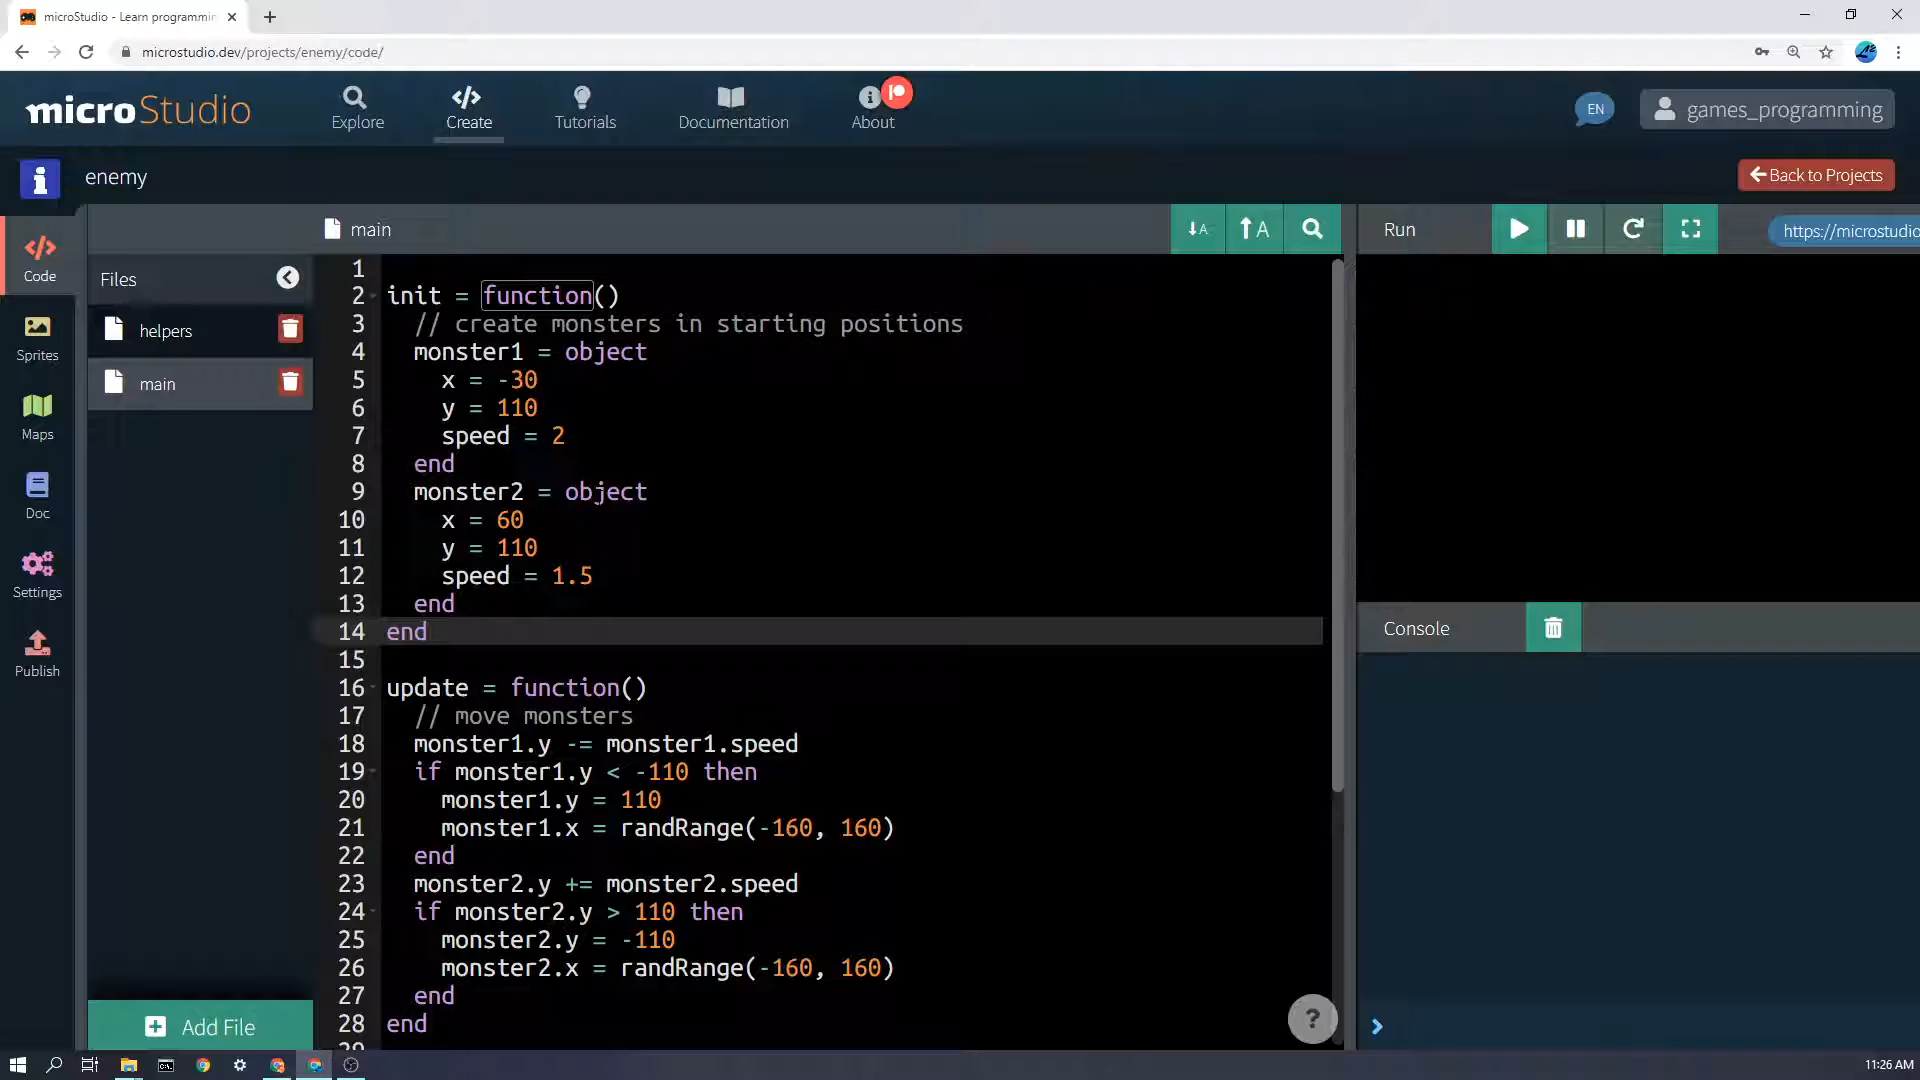 microStudio - Learn programmin
microstudio.dev/projects/enemy/code/
microStudio
Explore
Create
Tutorials
Documentation
About
EN
games_programming
enemy
Back to Projects
Code
Sprites
Maps
Doc
Settings
Publish
Files
helpers
main
Add File
main
A
A
1
2 init = function()
3 // create monsters in starting positions
4 monster1 = object
5 x = -30
6 y = 110
7 speed = 2
8 end
9 monster2 = object
10 x = 60
11 y = 110
12 speed = 1.5
13 end
14 end
15
16 update = function()
17 // move monsters
18 monster1.y -= monster1.speed
19 if monster1.y < -110 then
20 monster1.y = 110
21 monster1.x = randRange(-160, 160)
22 end
23 monster2.y += monster2.speed
24 if monster2.y > 110 then
25 monster2.y = -110
26 monster2.x = randRange(-160, 160)
27 end
28 end
29
?
Run
https://microstudio
Console
11:26 AM